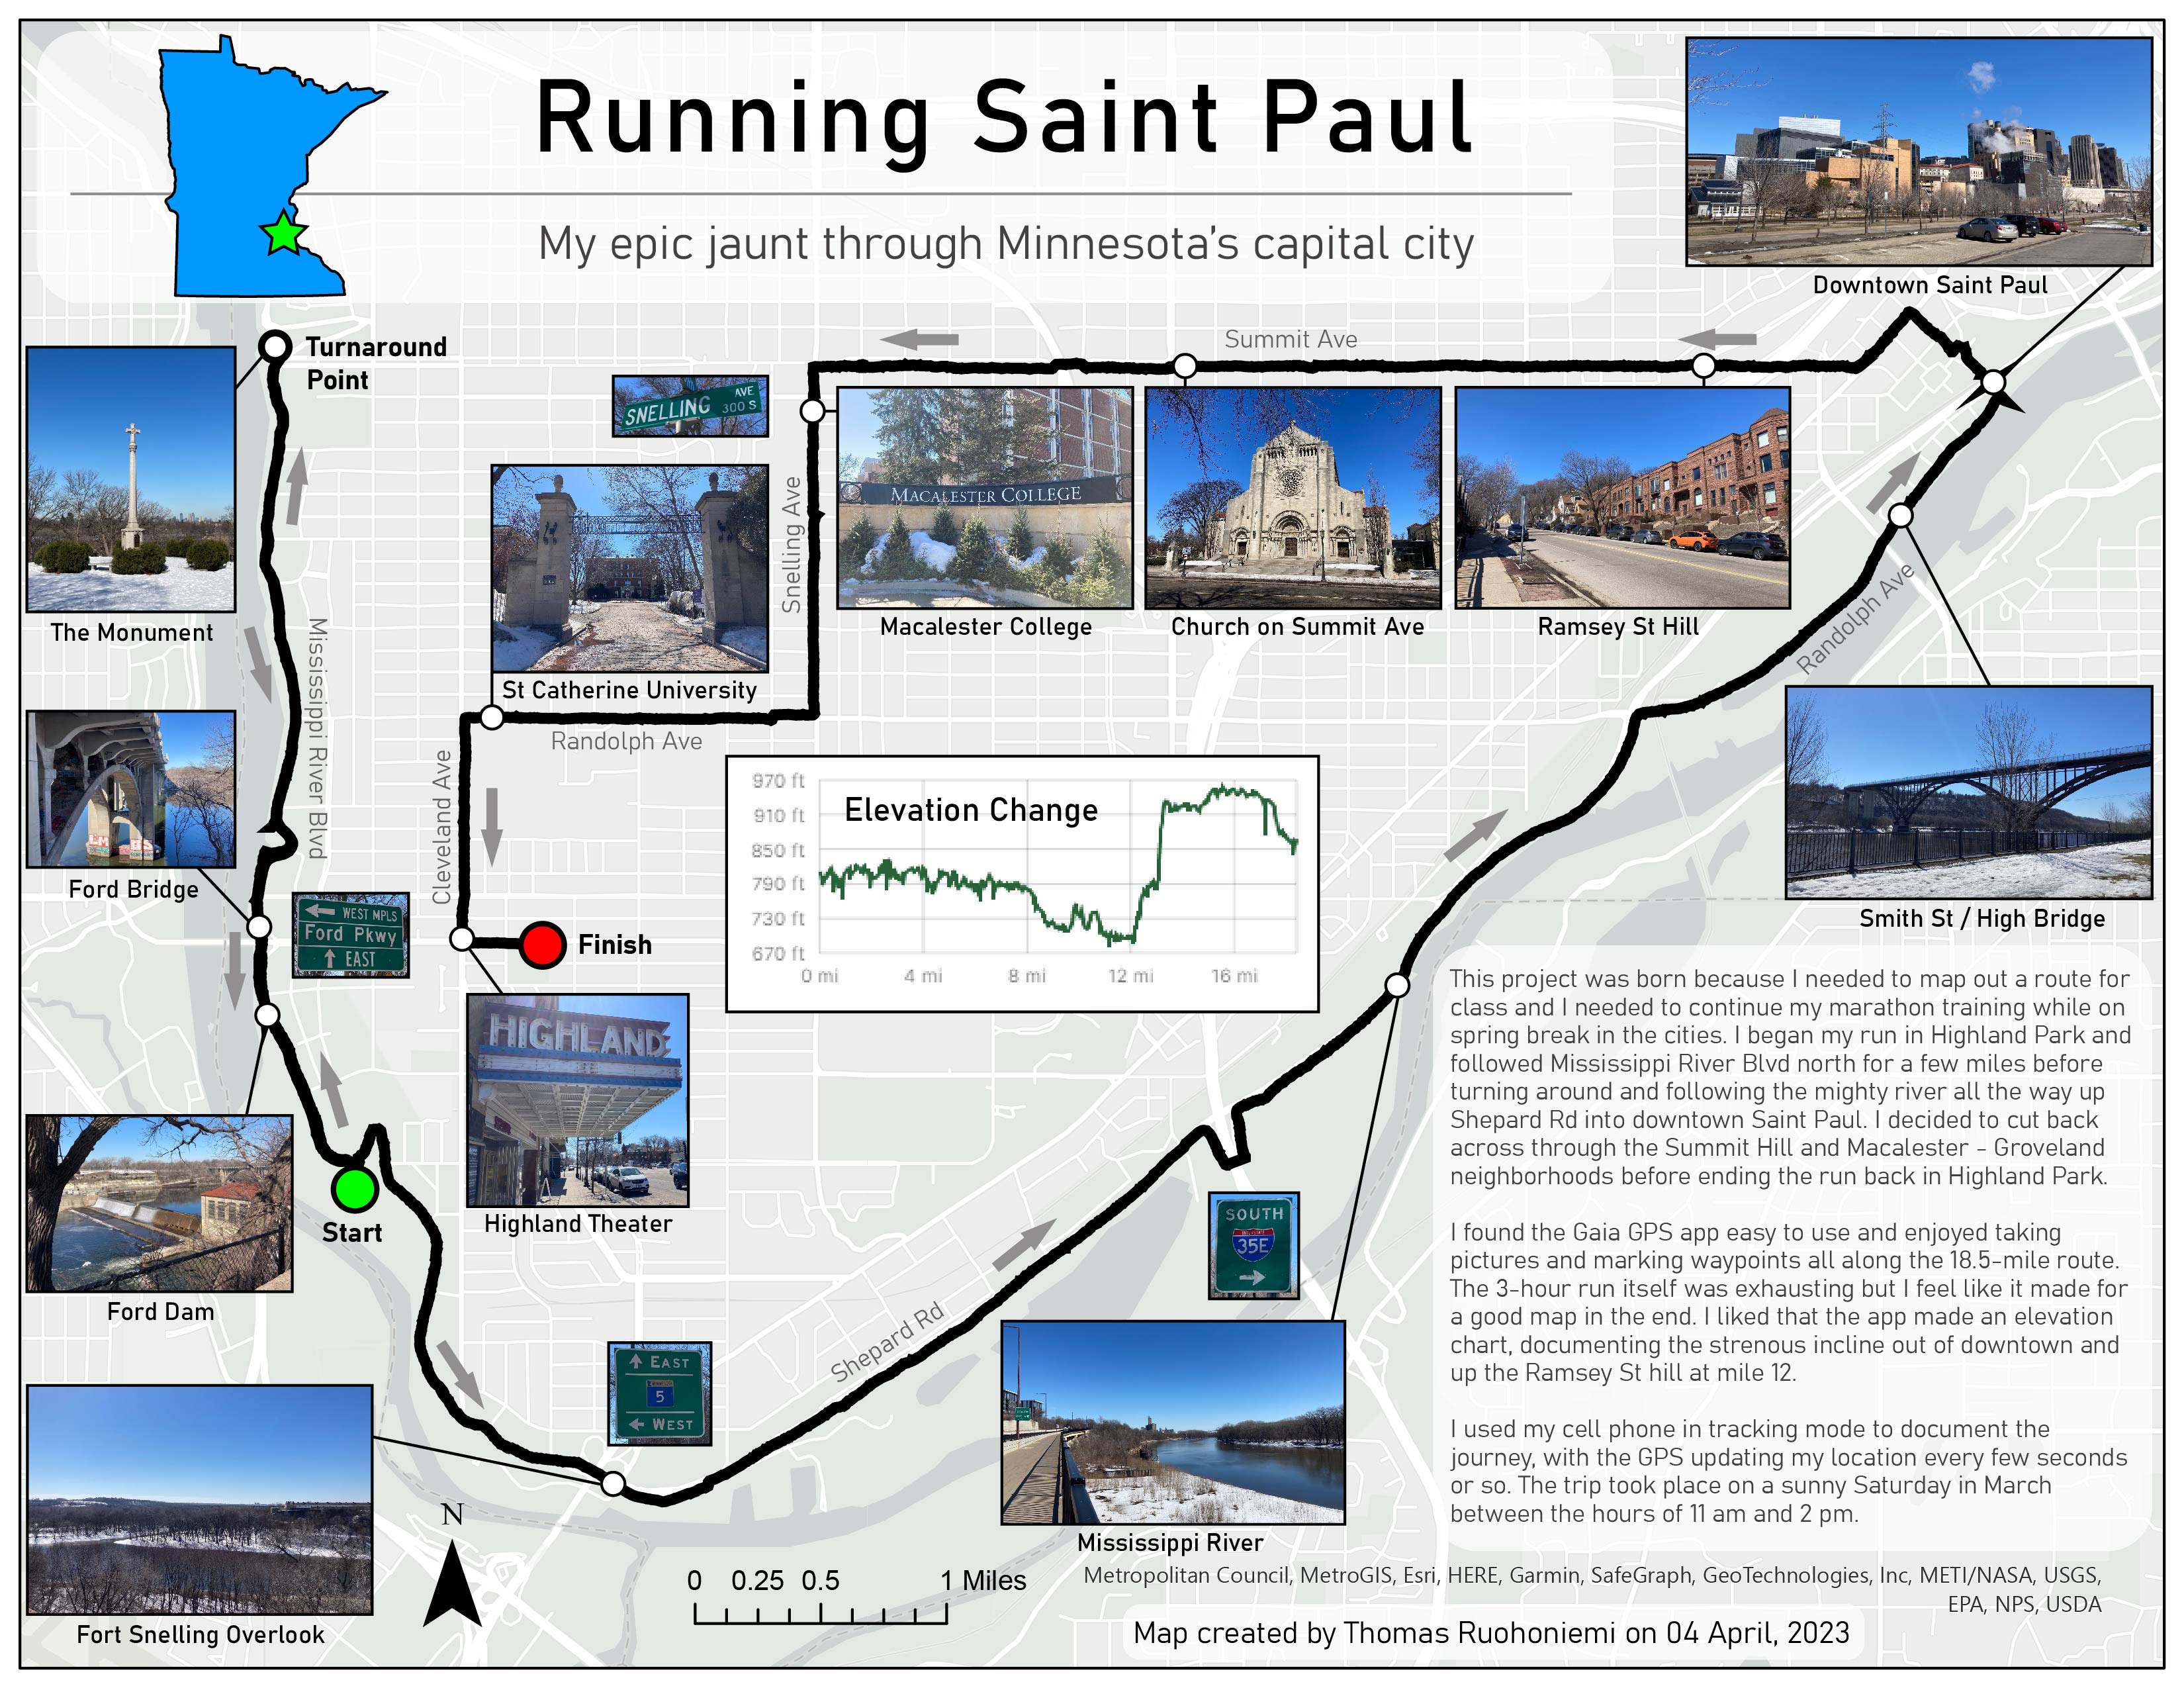 Running Saint Paul
My epic jaunt through Minnesota's capital city
Downtown Saint Paul
Turnaround
Point
The Monument
Mississippi River Blvd
Ford Bridge
WEST MPLS
Ford Pkwy
EAST
Ford Dam
Start
Fort Snelling Overlook
SNELLING AVE
300 S
St Catherine University
Snelling Ave
Randolph Ave
Cleveland Ave
Finish
HIGHLAND
Highland Theater
Summit Ave
MACALESTER COLLEGE
Macalester College
Church on Summit Ave
Ramsey St Hill
Randolph Ave
Smith St / High Bridge
Elevation Change
970 ft
910 ft
850 ft
790 ft
730 ft
670 ft
0 mi 4 mi 8 mi 12 mi 16 mi
Shepard Rd
EAST
5
WEST
SOUTH
35E
Mississippi River
This project was born because I needed to map out a route for
class and I needed to continue my marathon training while on
spring break in the cities. I began my run in Highland Park and
followed Mississippi River Blvd north for a few miles before
turning around and following the mighty river all the way up
Shepard Rd into downtown Saint Paul. I decided to cut back
across through the Summit Hill and Macalester - Groveland
neighborhoods before ending the run back in Highland Park.
I found the Gaia GPS app easy to use and enjoyed taking
pictures and marking waypoints all along the 18.5-mile route.
The 3-hour run itself was exhausting but I feel like it made for
a good map in the end. I liked that the app made an elevation
chart, documenting the strenous incline out of downtown and
up the Ramsey St hill at mile 12.
I used my cell phone in tracking mode to document the
journey, with the GPS updating my location every few seconds
or so. The trip took place on a sunny Saturday in March
between the hours of 11 am and 2 pm.
N
0 0.25 0.5 1 Miles
Metropolitan Council, MetroGIS, Esri, HERE, Garmin, SafeGraph, GeoTechnologies, Inc, METI/NASA, USGS,
EPA, NPS, USDA
Map created by Thomas Ruohoniemi on 04 April, 2023